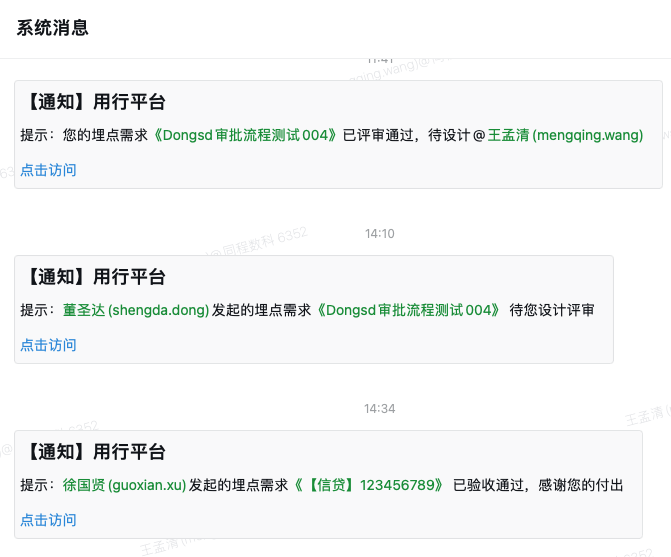 系统消息
11:41
【通知】用行平台
提示：您的埋点需求《Dongsd审批流程测试004》已评审通过，待设计@王孟清(mengqing.wang)
点击访问
14:10
【通知】用行平台
提示：董圣达(shengda.dong)发起的埋点需求《Dongsd审批流程测试004》 待您设计评审
点击访问
14:34
【通知】用行平台
提示：徐国贤(guoxian.xu)发起的埋点需求《【信贷】123456789》 已验收通过，感谢您的付出
点击访问